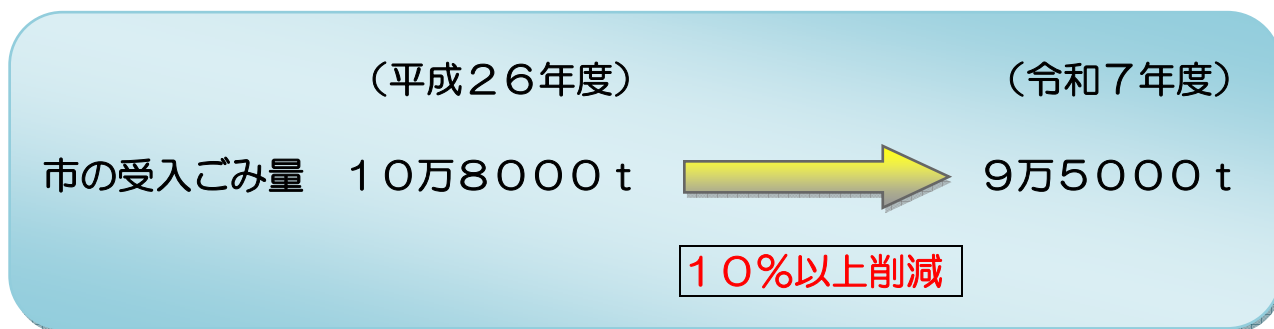 （平成２６年度） （令和７年度）
市の受入ごみ量 １０万８０００ｔ ９万５０００ｔ
１０％以上削減